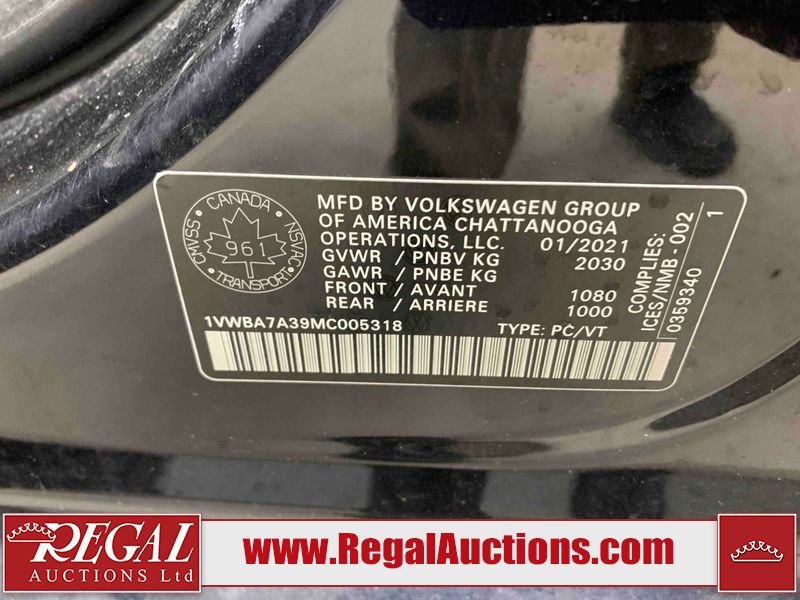 CANADA
CMVSS
NSVAC
961
TRANSPORT
MFD BY VOLKSWAGEN GROUP
OF AMERICA CHATTANOOGA
OPERATIONS, LLC. 01/2021
GVWR / PNBV KG 2030
GAWR / PNBE KG
FRONT / AVANT 1080
REAR / ARRIERE 1000
1VWBA7A39MC005318 TYPE: PC/VT
COMPLIES: 1
ICES/NMB-002
0359340
REGAL
AUCTIONS Ltd
www.RegalAuctions.com